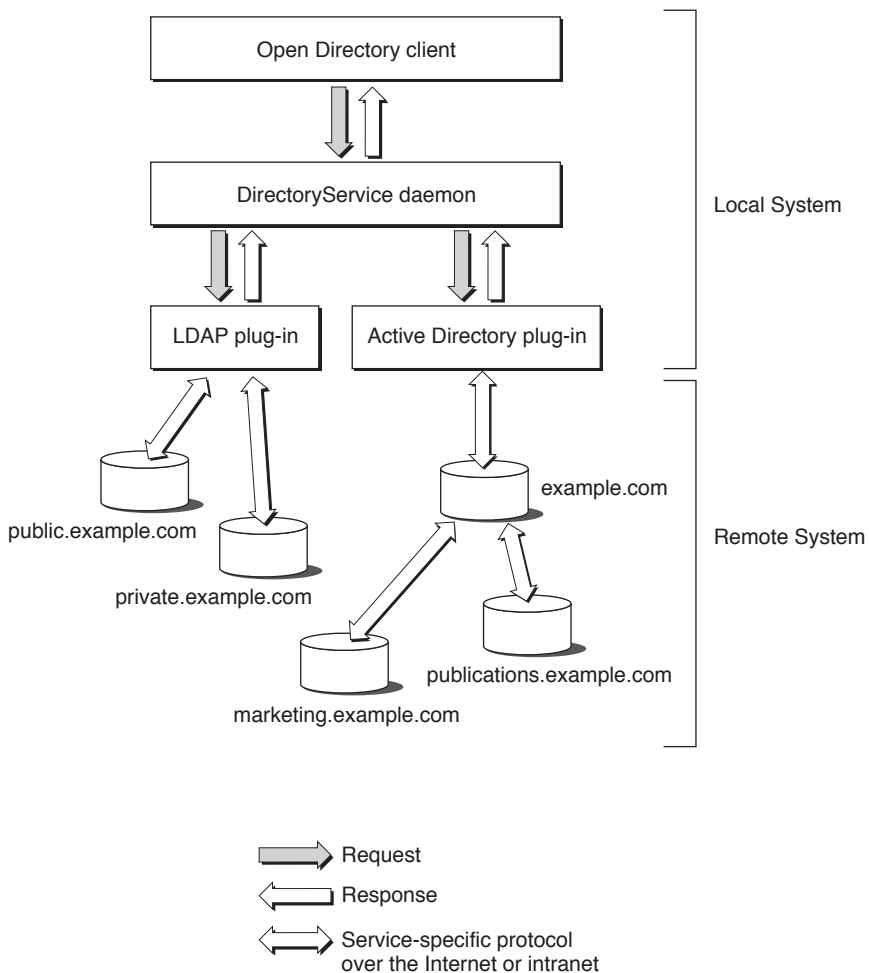 Open Directory client
DirectoryService daemon
Local System
LDAP plug-in
Active Directory plug-in
example.com
public.example.com
Remote System
private.example.com
publications.example.com
marketing.example.com
Request
Response
Service-specific protocol
over the Internet or intranet